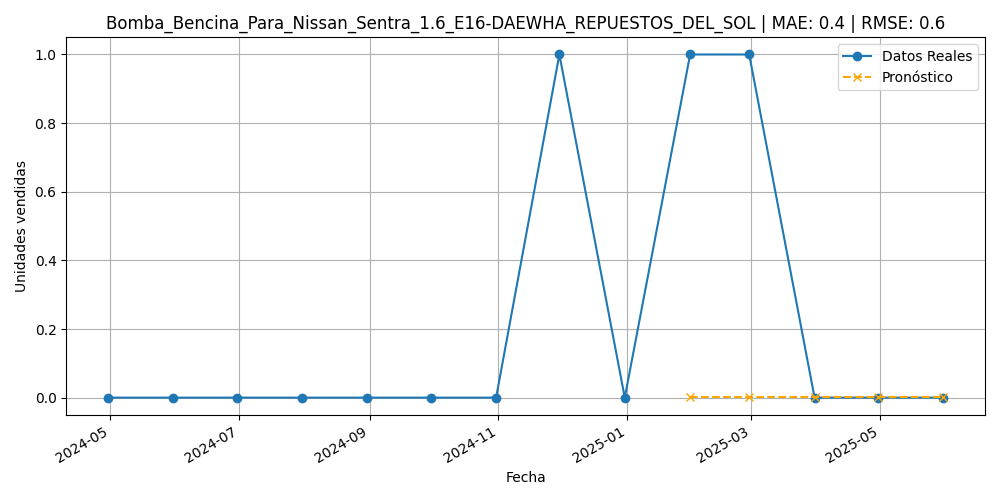 Bomba_Bencina_Para_Nissan_Sentra_1.6_E16-DAEWHA_REPUESTOS_DEL_SOL | MAE: 0.4 | RMSE: 0.6
Datos Reales
Pronóstico
Unidades vendidas
1.0
0.8
0.6
0.4
0.2
0.0
2024-05
2024-07
2024-09
2024-11
2025-01
2025-03
2025-05
Fecha